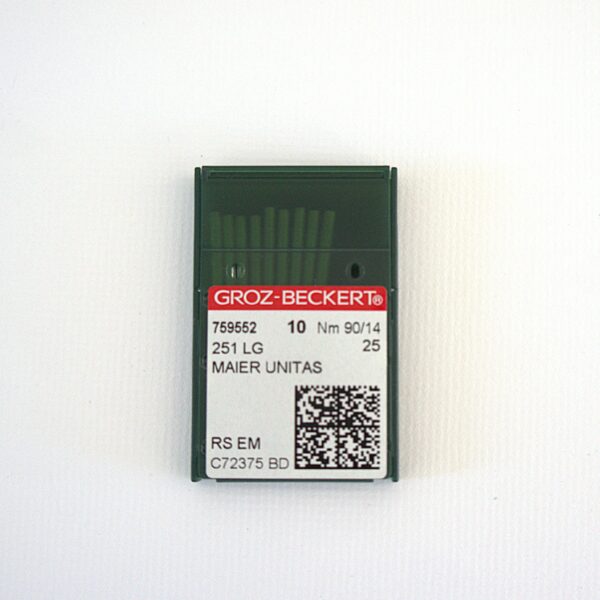 GROZ-BECKERT®
759552 10 Nm 90/14
251 LG 25
MAIER UNITAS
RS EM
C72375 BD